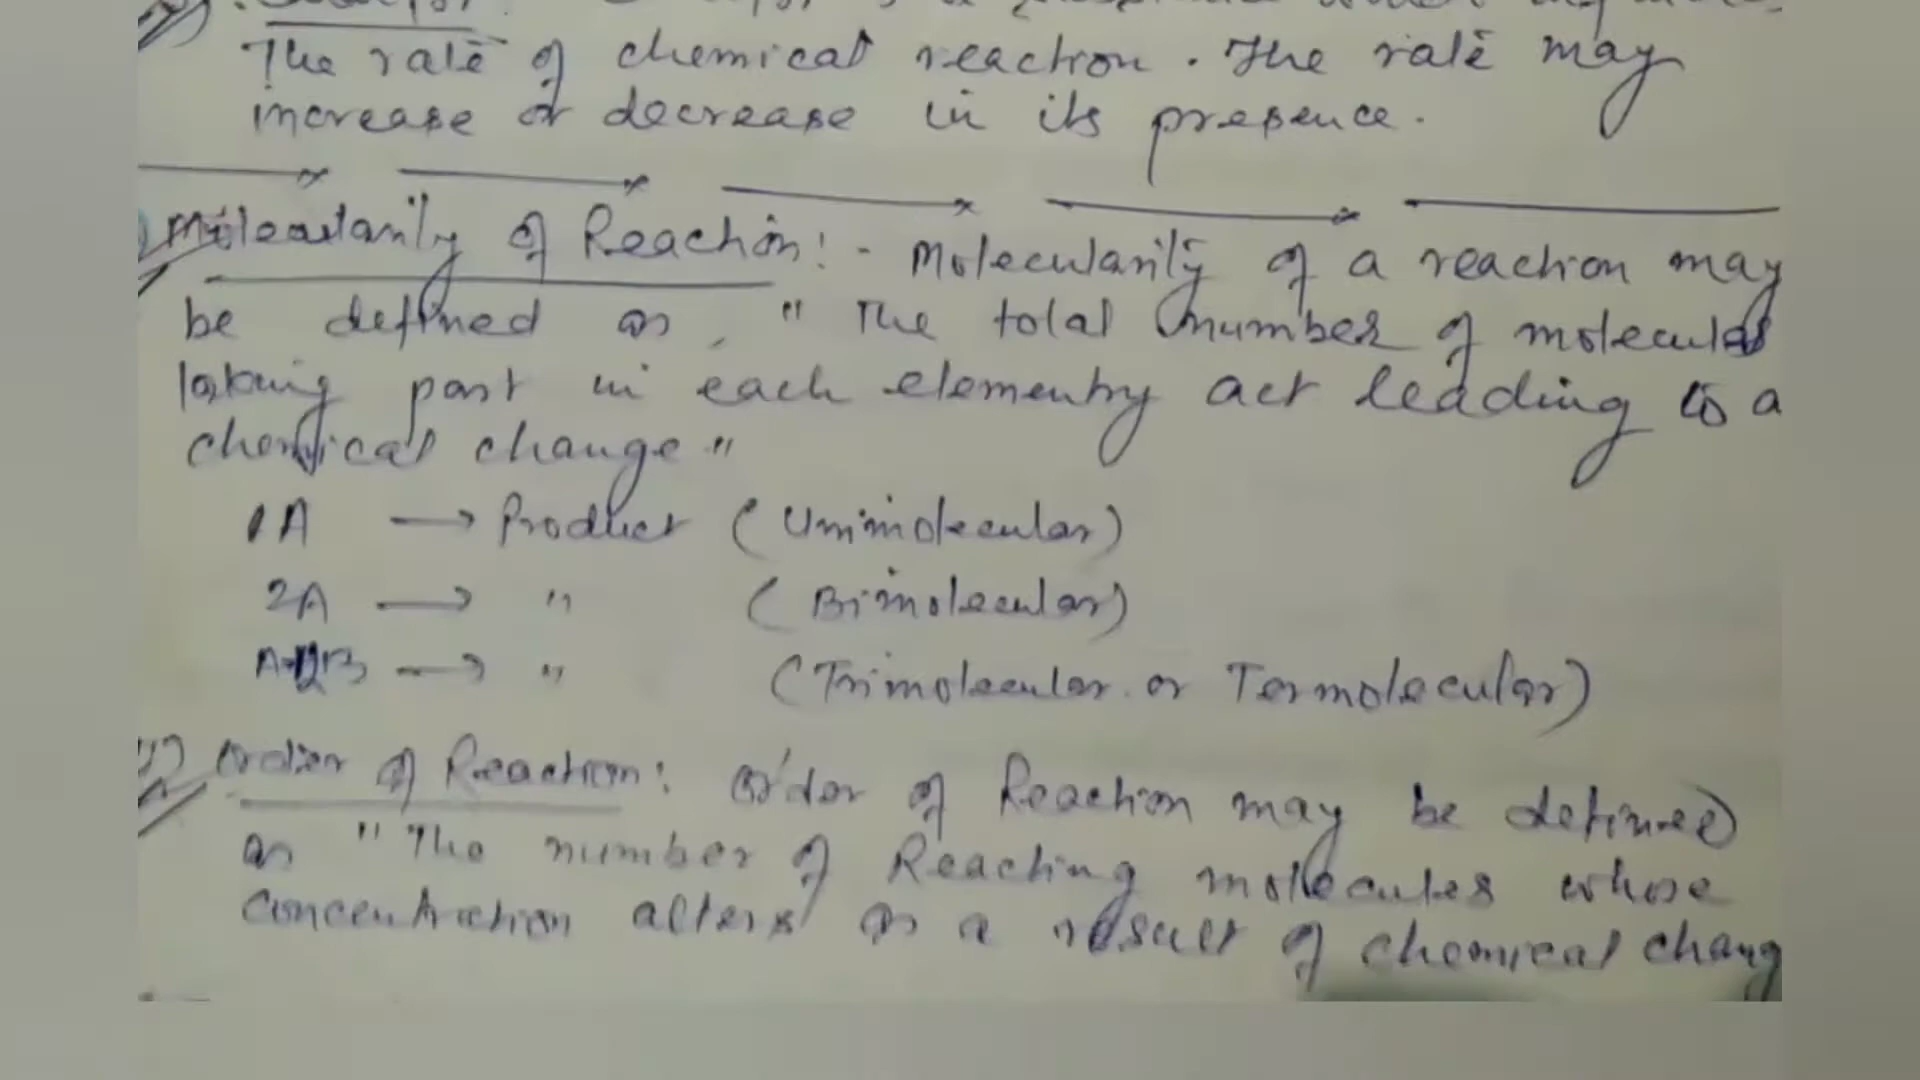 The rate of chemical reaction. The rate may
increase or decrease in its presence.
Molecularity of Reaction:- Molecularity of a reaction may
be defined as, "The total number of molecules
taking part in each elementry act leading to a
chemical change"
1A → Product (Unimolecular)
2A → " (Bimolecular)
A+2B → " (Trimolecular or Termolecular)
Order of Reaction: Order of Reaction may be defined
as "The number of Reacting molecules whose
concentration alters as a result of chemical chang